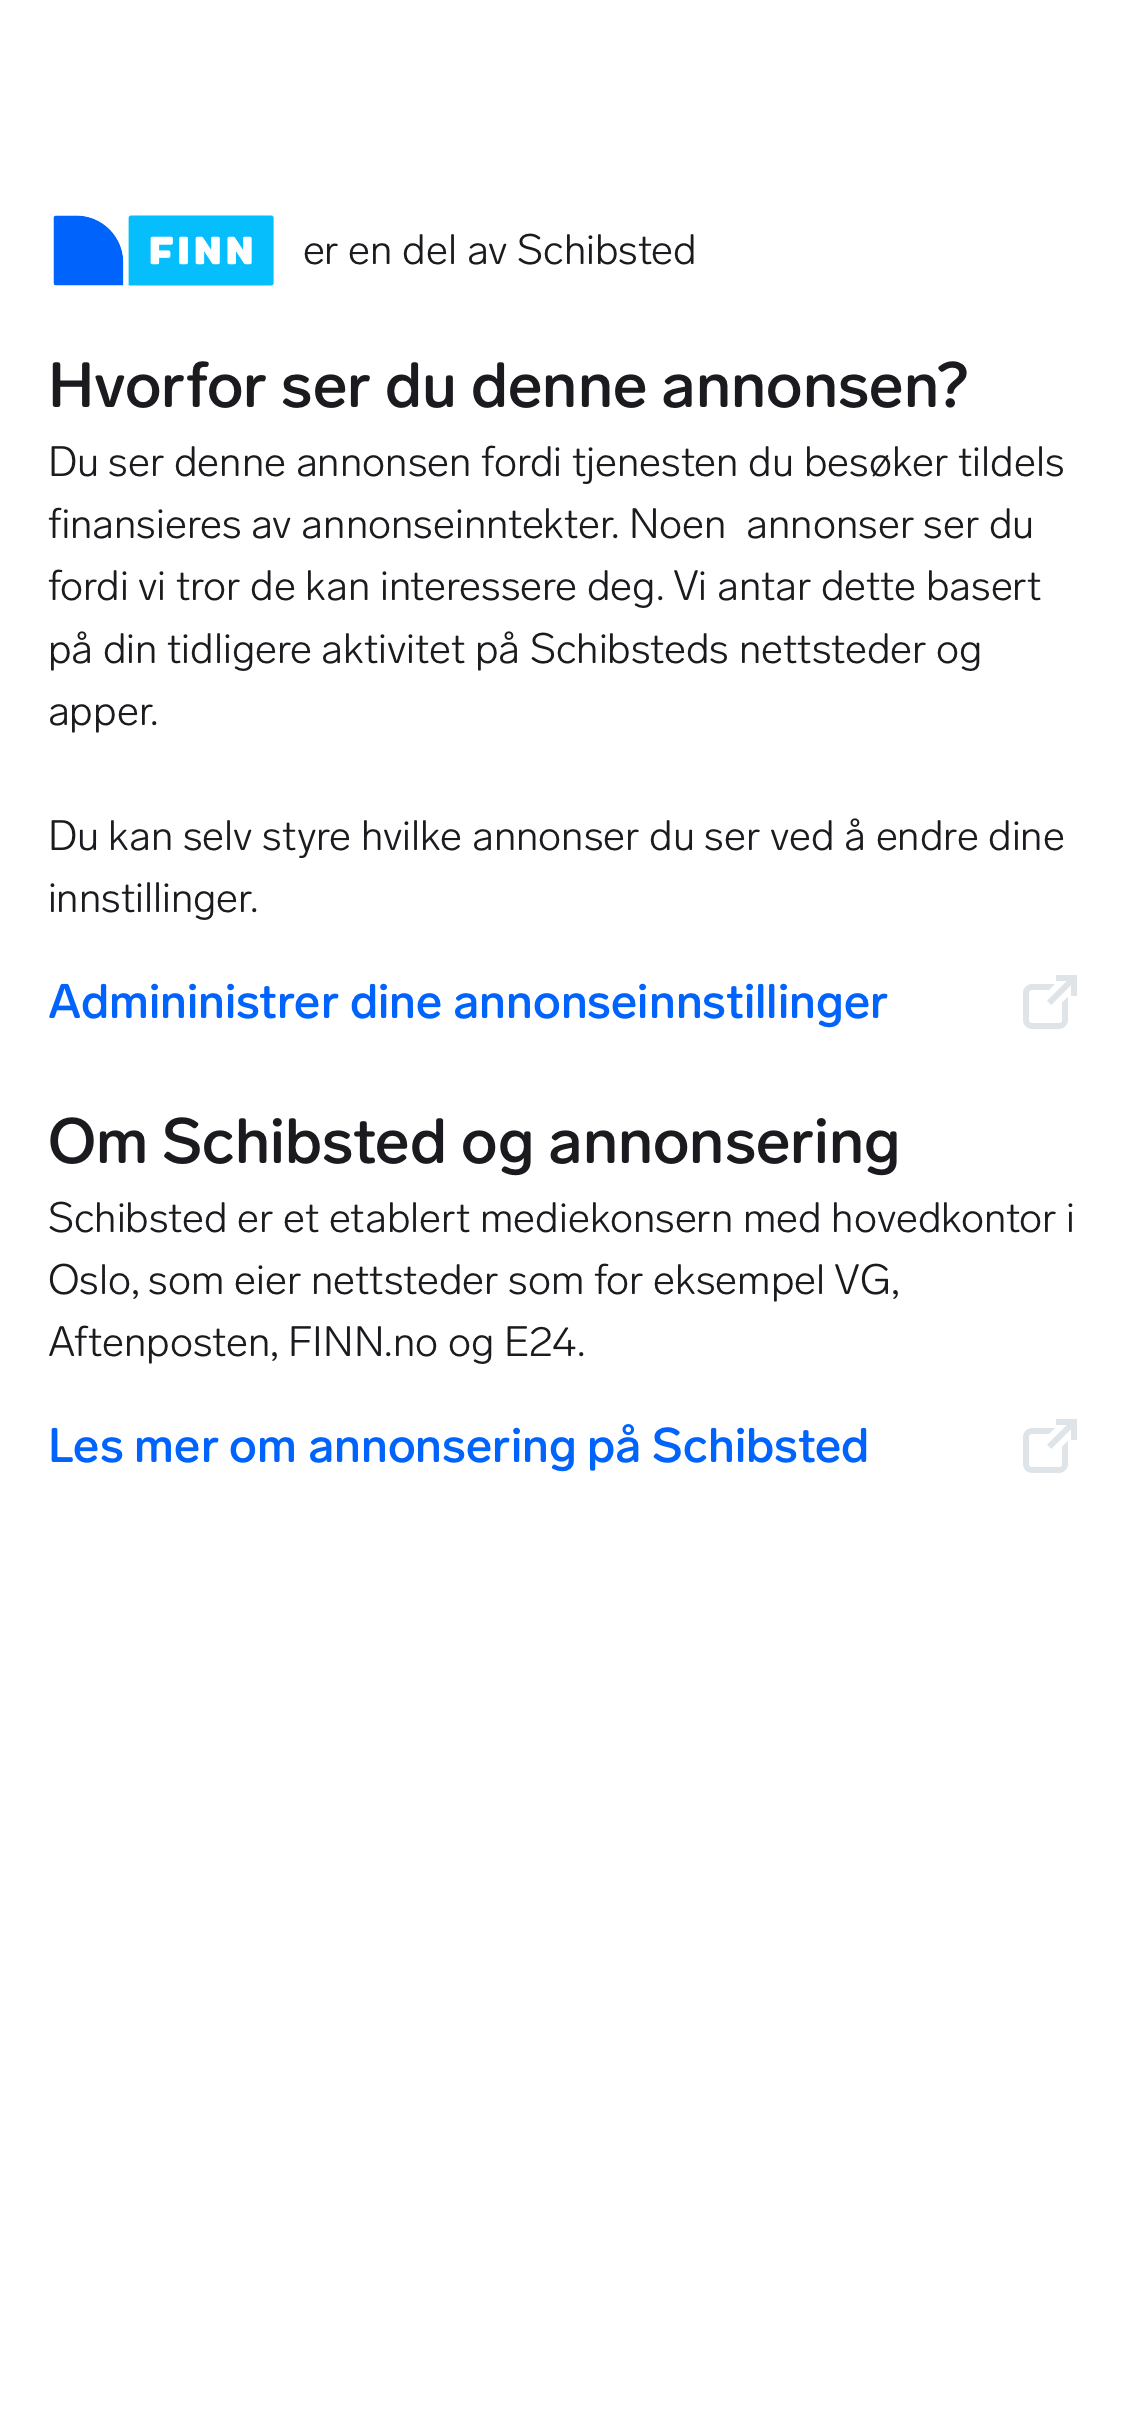 FINN er en del av Schibsted
Hvorfor ser du denne annonsen?
Du ser denne annonsen fordi tjenesten du besøker tildels
finansieres av annonseinntekter. Noen  annonser ser du
fordi vi tror de kan interessere deg. Vi antar dette basert
på din tidligere aktivitet på Schibsteds nettsteder og
apper.
Du kan selv styre hvilke annonser du ser ved å endre dine
innstillinger.
Admininistrer dine annonseinnstillinger
Om Schibsted og annonsering
Schibsted er et etablert mediekonsern med hovedkontor i
Oslo, som eier nettsteder som for eksempel VG,
Aftenposten, FINN.no og E24.
Les mer om annonsering på Schibsted